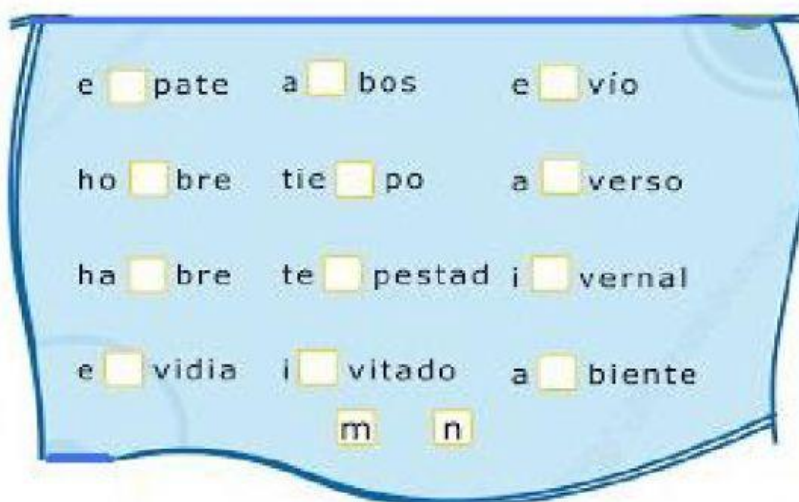 e pate a bos e vío
ho bre tie po a verso
ha bre te pestad i vernal
e vidia i vitado a biente
m n